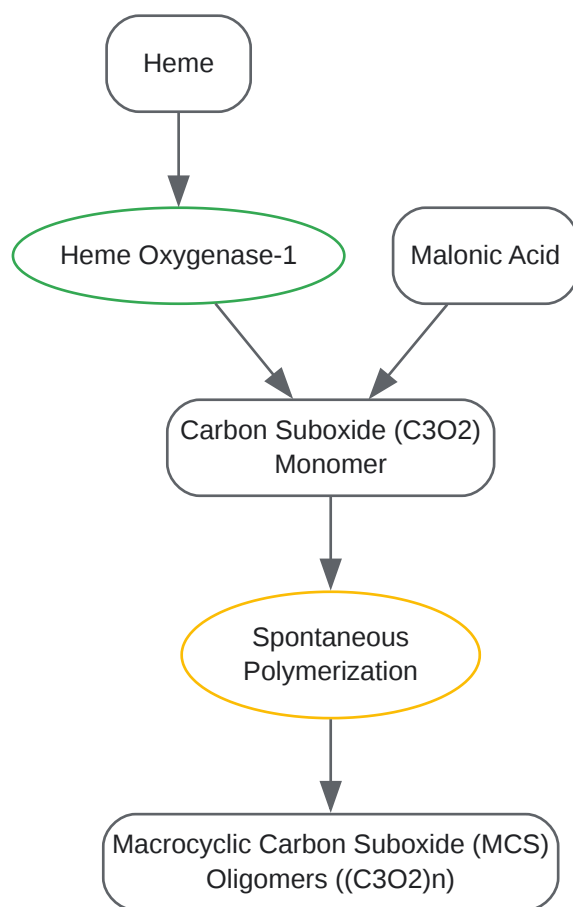 Heme
Heme Oxygenase-1
Malonic Acid
Carbon Suboxide (C3O2)
Monomer
Spontaneous
Polymerization
Macrocyclic Carbon Suboxide (MCS)
Oligomers ((C3O2)n)